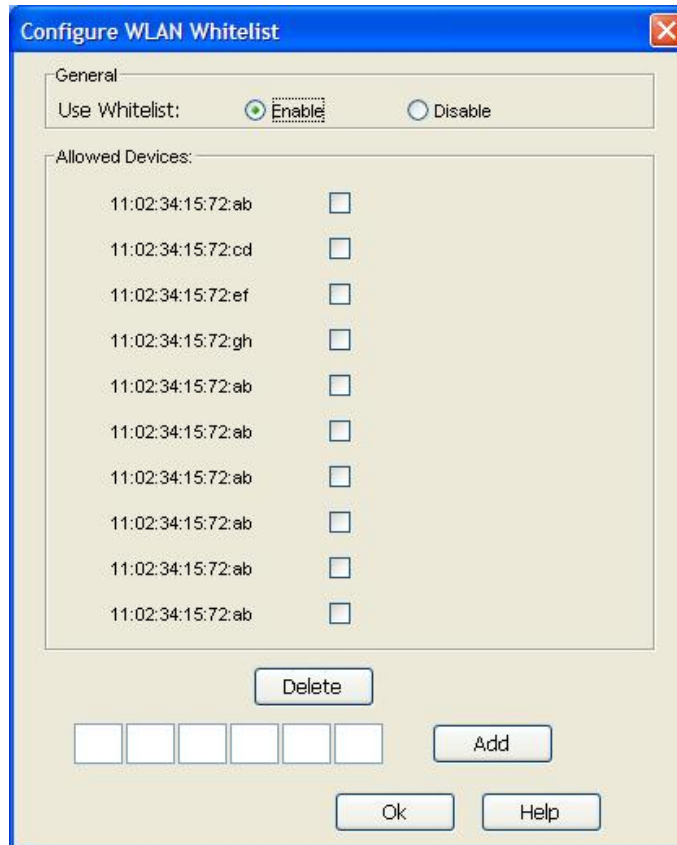 Configure WLAN Whitelist
General
Use Whitelist: Enable Disable
Allowed Devices:
11:02:34:15:72:ab
11:02:34:15:72:cd
11:02:34:15:72:ef
11:02:34:15:72:gh
11:02:34:15:72:ab
11:02:34:15:72:ab
11:02:34:15:72:ab
11:02:34:15:72:ab
11:02:34:15:72:ab
11:02:34:15:72:ab
Delete
Add
Ok Help